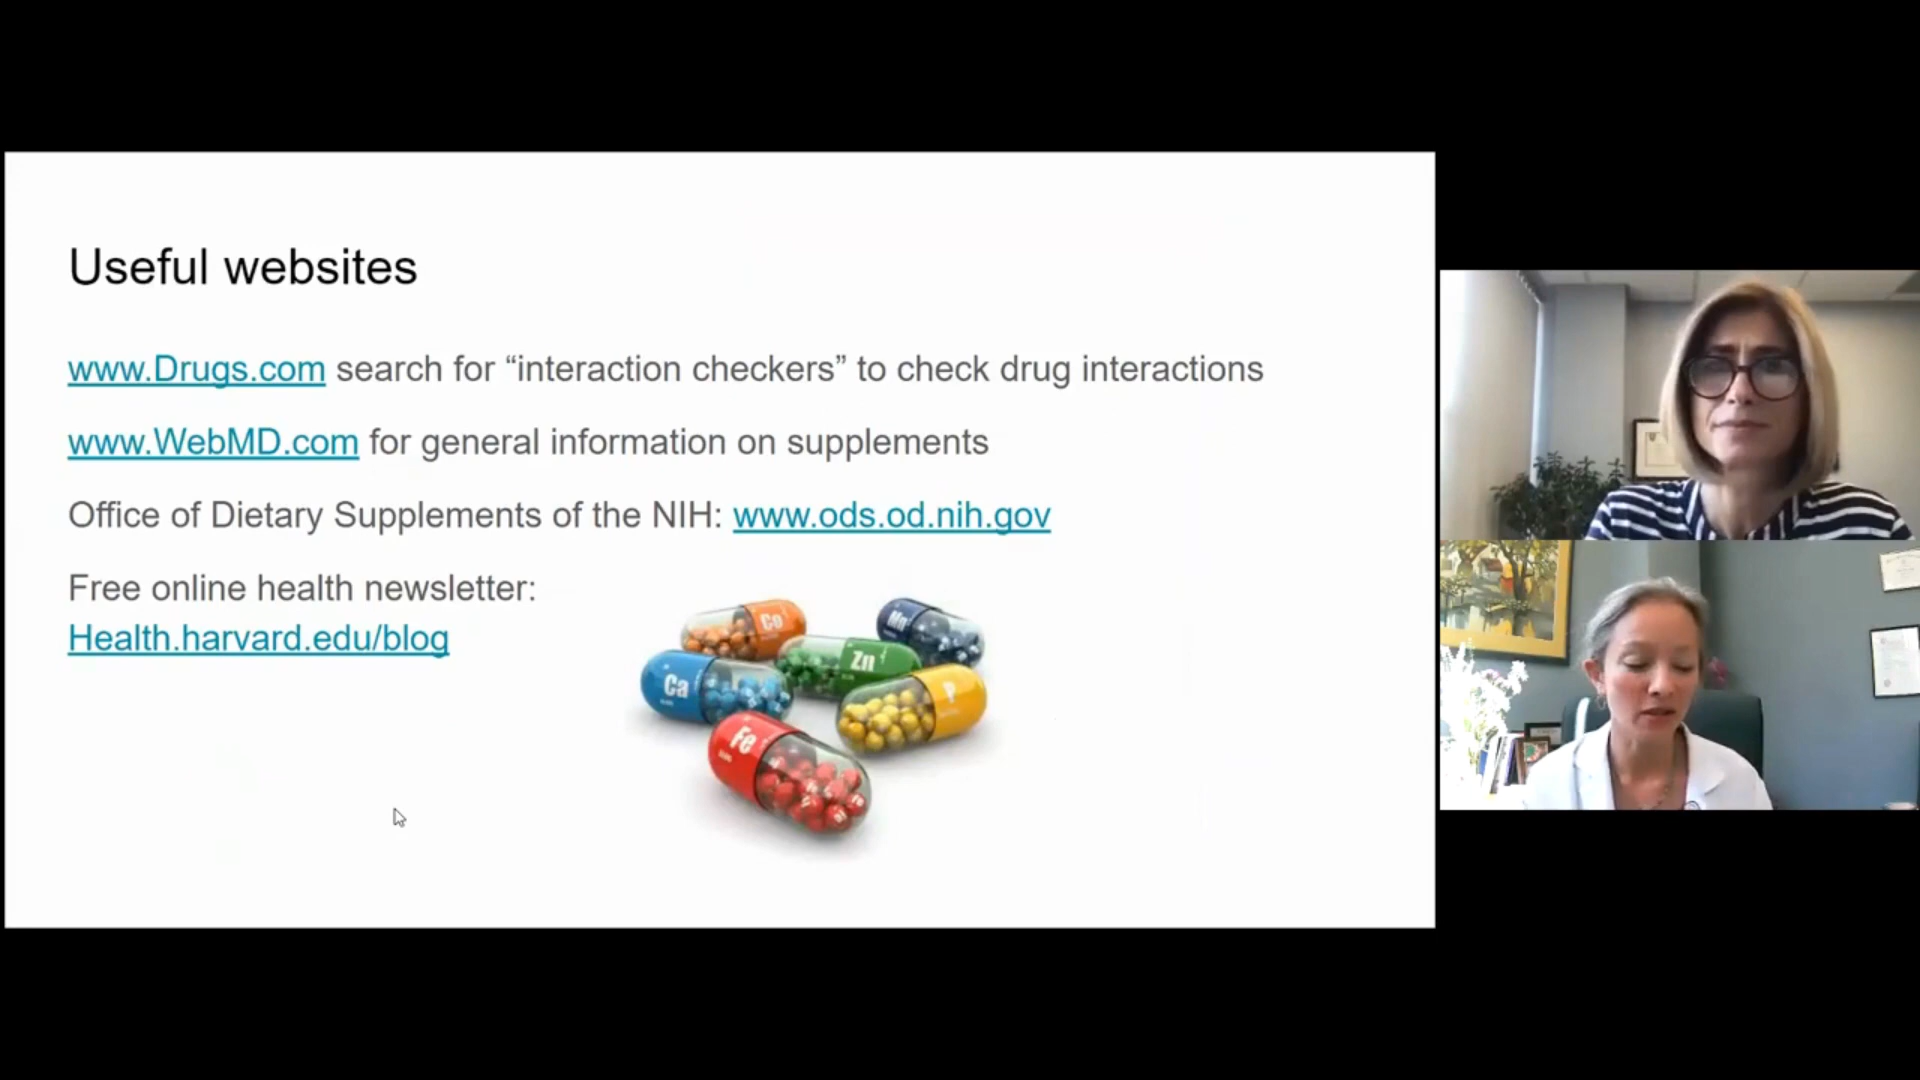 Useful websites
www.Drugs.com search for “interaction checkers” to check drug interactions
www.WebMD.com for general information on supplements
Office of Dietary Supplements of the NIH: www.ods.od.nih.gov
Free online health newsletter:
Health.harvard.edu/blog
Co
Mn
Zn
Ca
Fe